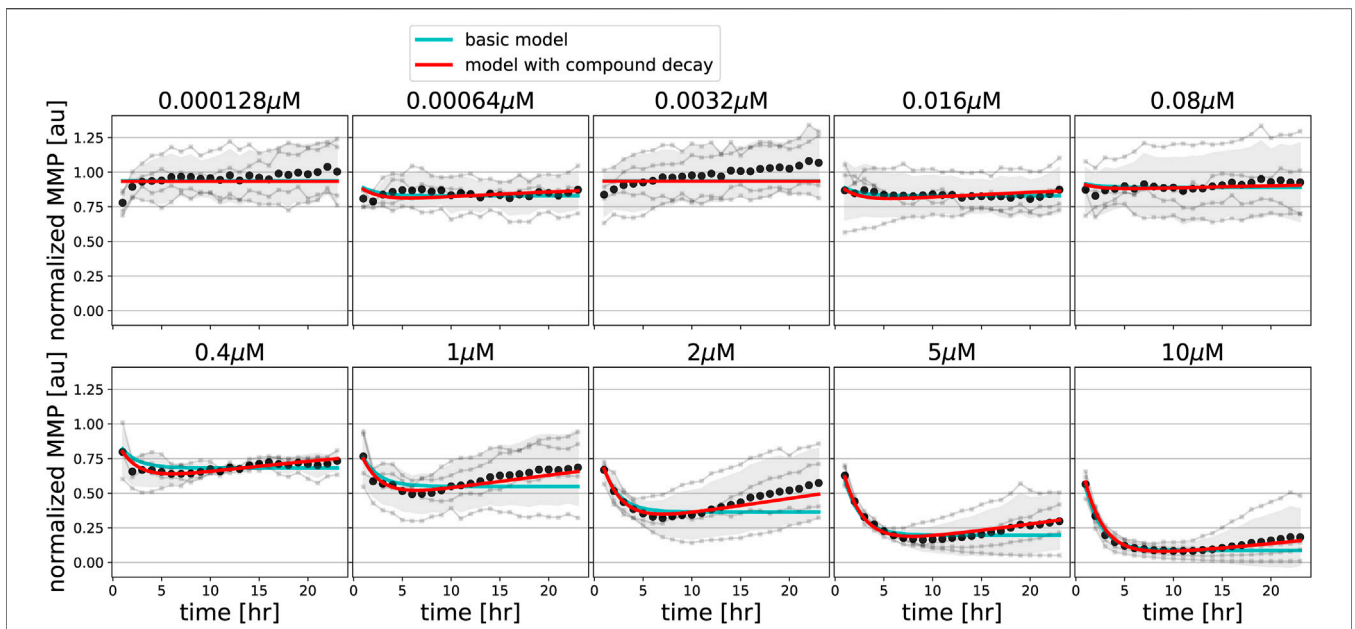 basic model
model with compound decay
0.000128μM 0.00064μM 0.0032μM 0.016μM 0.08μM
normalized MMP [au]
1.25
1.00
0.75
0.50
0.25
0.00
0.4μM 1μM 2μM 5μM 10μM
normalized MMP [au]
1.25
1.00
0.75
0.50
0.25
0.00
0 5 10 15 20 0 5 10 15 20 0 5 10 15 20 0 5 10 15 20 0 5 10 15 20
time [hr] time [hr] time [hr] time [hr] time [hr]